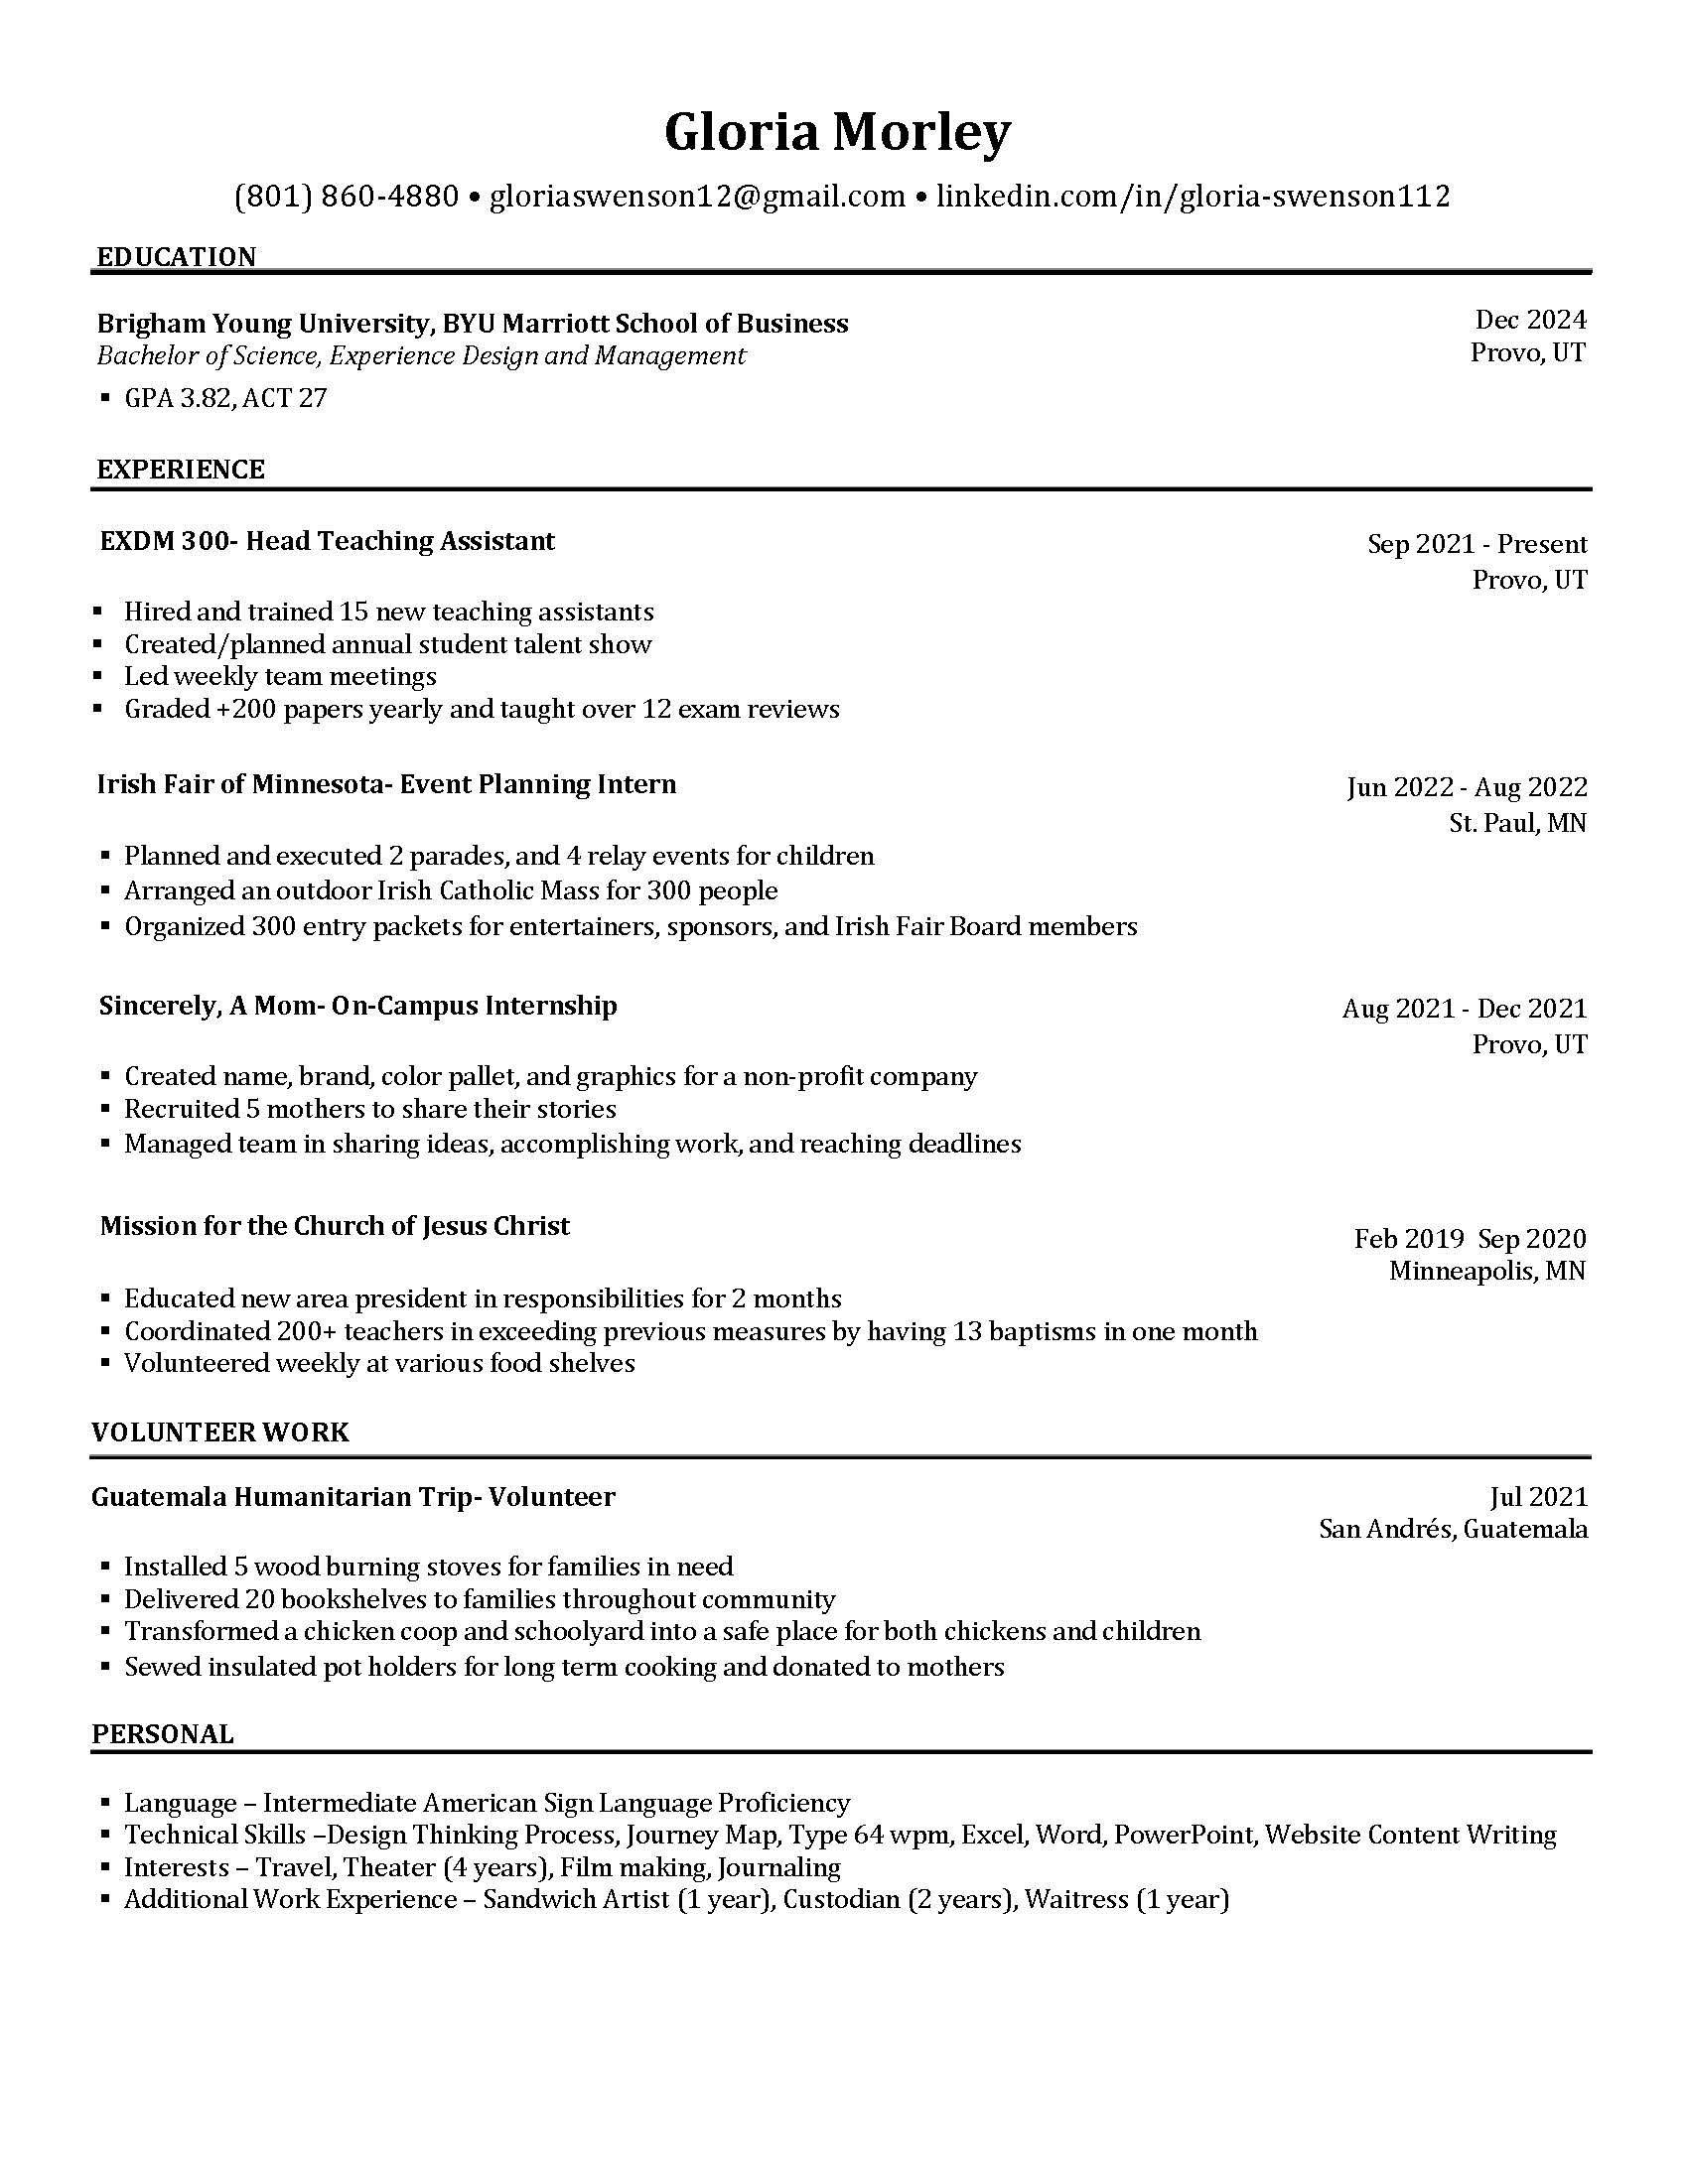 Gloria Morley
(801) 860-4880 • gloriaswenson12@gmail.com • linkedin.com/in/gloria-swenson112
EDUCATION
Brigham Young University, BYU Marriott School of Business Dec 2024
Bachelor of Science, Experience Design and Management Provo, UT
▪ GPA 3.82, ACT 27
EXPERIENCE
EXDM 300- Head Teaching Assistant Sep 2021 - Present
Provo, UT
▪ Hired and trained 15 new teaching assistants
▪ Created/planned annual student talent show
▪ Led weekly team meetings
▪ Graded +200 papers yearly and taught over 12 exam reviews
Irish Fair of Minnesota- Event Planning Intern Jun 2022 - Aug 2022
St. Paul, MN
▪ Planned and executed 2 parades, and 4 relay events for children
▪ Arranged an outdoor Irish Catholic Mass for 300 people
▪ Organized 300 entry packets for entertainers, sponsors, and Irish Fair Board members
Sincerely, A Mom- On-Campus Internship Aug 2021 - Dec 2021
Provo, UT
▪ Created name, brand, color pallet, and graphics for a non-profit company
▪ Recruited 5 mothers to share their stories
▪ Managed team in sharing ideas, accomplishing work, and reaching deadlines
Mission for the Church of Jesus Christ Feb 2019 Sep 2020
Minneapolis, MN
▪ Educated new area president in responsibilities for 2 months
▪ Coordinated 200+ teachers in exceeding previous measures by having 13 baptisms in one month
▪ Volunteered weekly at various food shelves
VOLUNTEER WORK
Guatemala Humanitarian Trip- Volunteer Jul 2021
San Andrés, Guatemala
▪ Installed 5 wood burning stoves for families in need
▪ Delivered 20 bookshelves to families throughout community
▪ Transformed a chicken coop and schoolyard into a safe place for both chickens and children
▪ Sewed insulated pot holders for long term cooking and donated to mothers
PERSONAL
▪ Language – Intermediate American Sign Language Proficiency
▪ Technical Skills –Design Thinking Process, Journey Map, Type 64 wpm, Excel, Word, PowerPoint, Website Content Writing
▪ Interests – Travel, Theater (4 years), Film making, Journaling
▪ Additional Work Experience – Sandwich Artist (1 year), Custodian (2 years), Waitress (1 year)